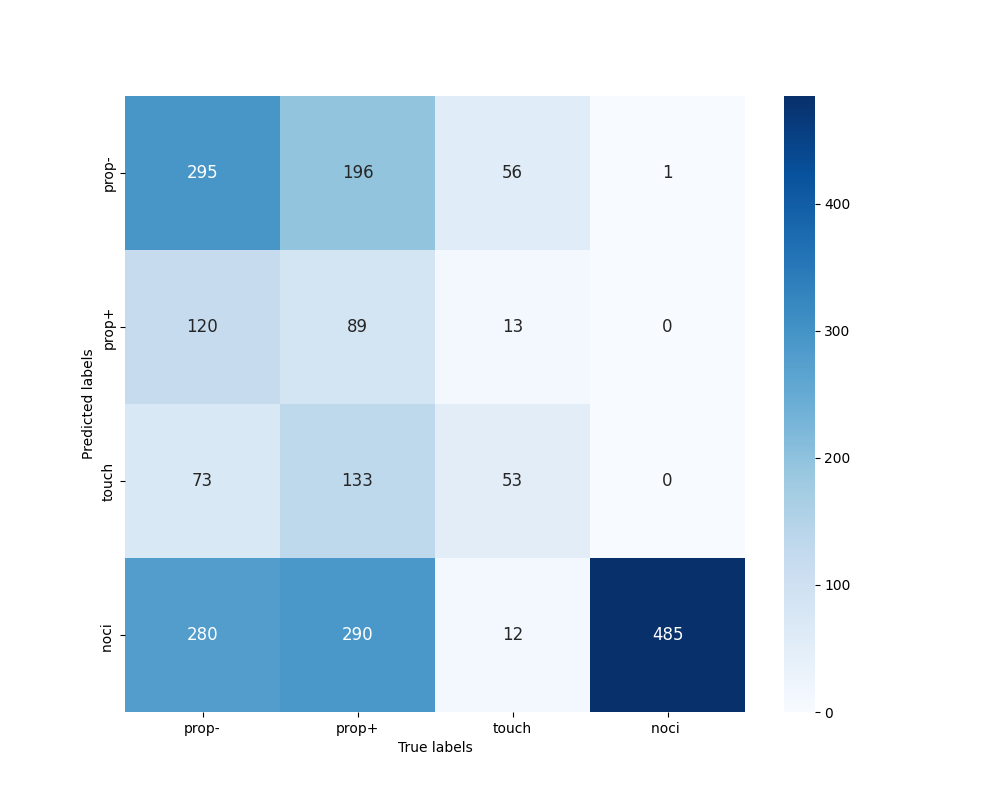 prop-
295
196
56
1
400
prop+
120
89
13
0
300
Predicted labels
200
touch
73
133
53
0
100
noci
280
290
12
485
0
prop-
prop+
touch
noci
True labels